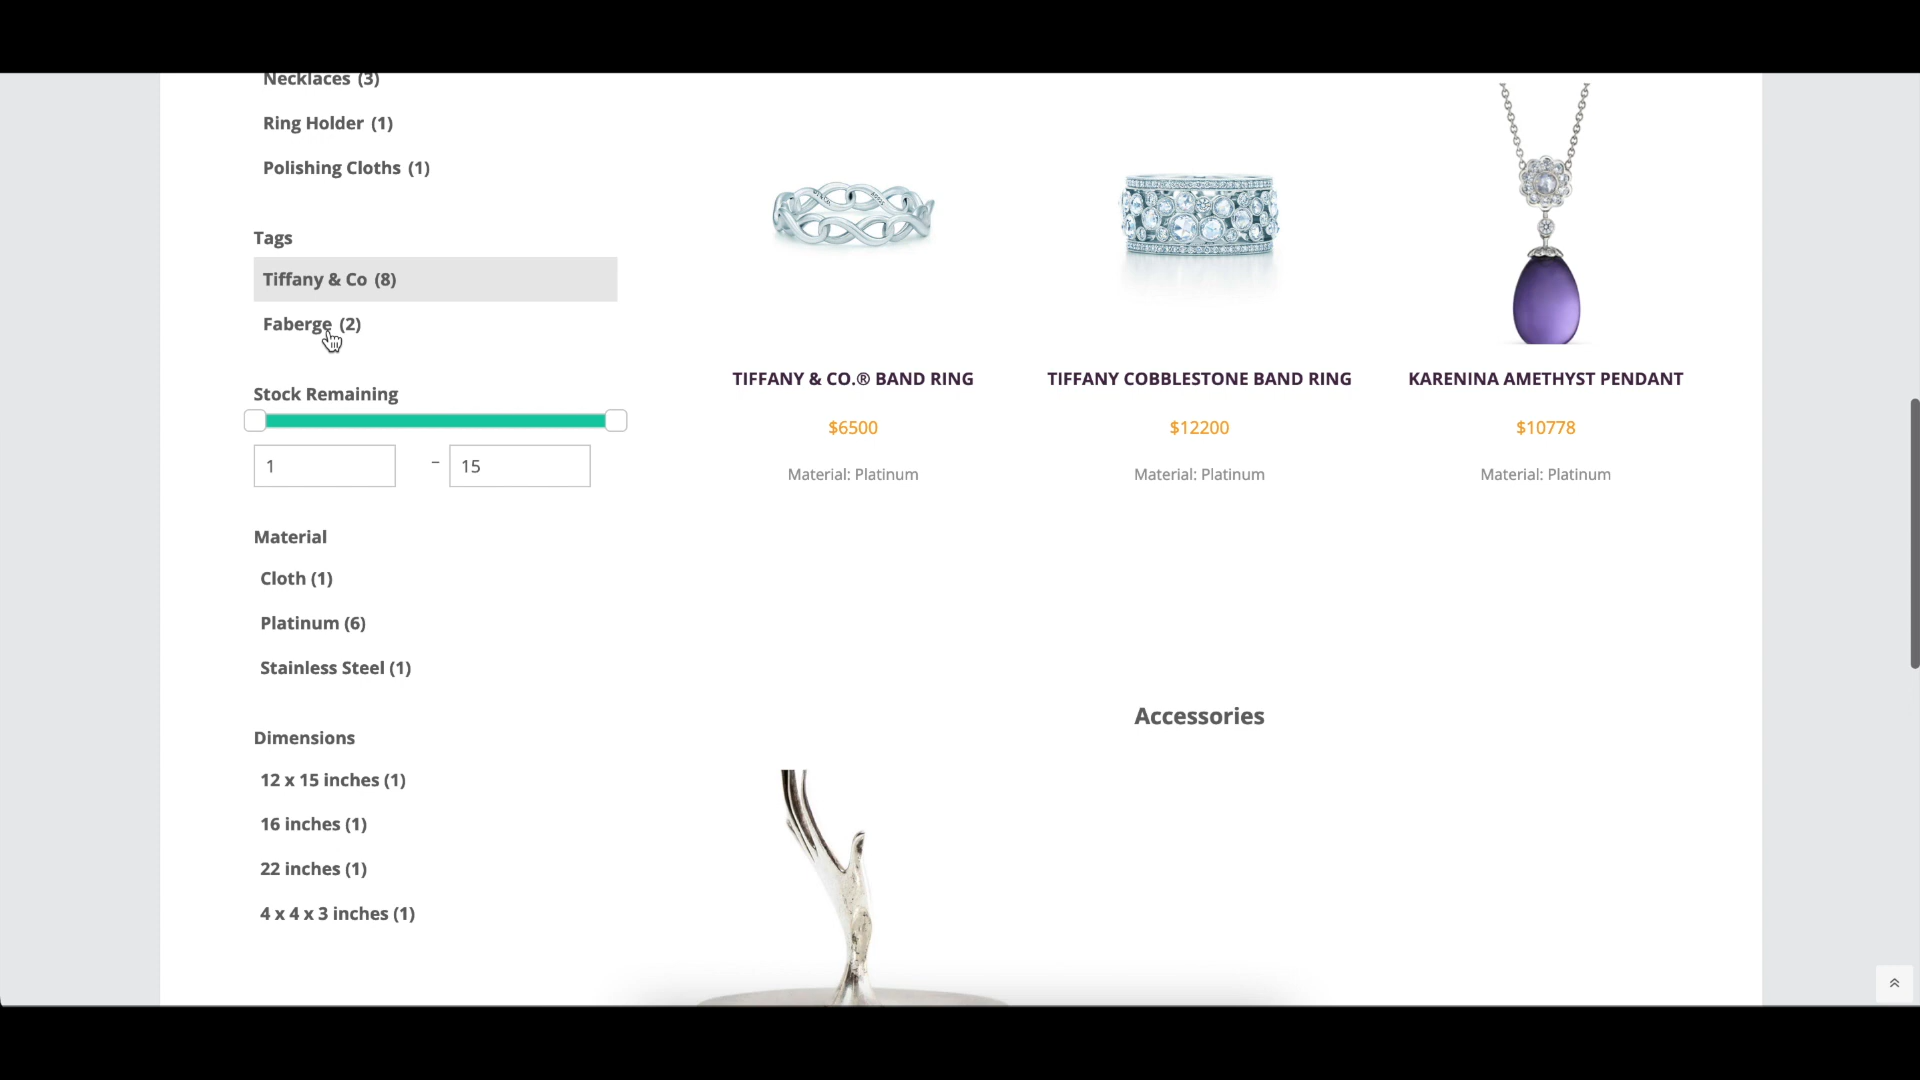 Necklaces (3)
Ring Holder (1)
Polishing Cloths (1)
Tags
Tiffany & Co (8)
Faberge (2)
Stock Remaining
1 – 15
Material
Cloth (1)
Platinum (6)
Stainless Steel (1)
Dimensions
12 x 15 inches (1)
16 inches (1)
22 inches (1)
4 x 4 x 3 inches (1)
TIFFANY & CO.® BAND RING
$6500
Material: Platinum
TIFFANY COBBLESTONE BAND RING
$12200
Material: Platinum
KARENINA AMETHYST PENDANT
$10778
Material: Platinum
Accessories